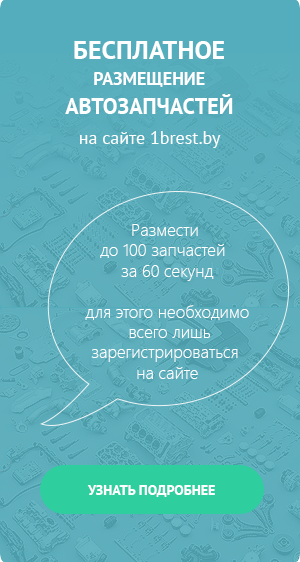 БЕСПЛАТНОЕ
РАЗМЕЩЕНИЕ
АВТОЗАПЧАСТЕЙ
на сайте 1brest.by
Размести
до 100 запчастей
за 60 секунд
для этого необходимо
всего лишь
зарегистрироваться
на сайте
УЗНАТЬ ПОДРОБНЕЕ